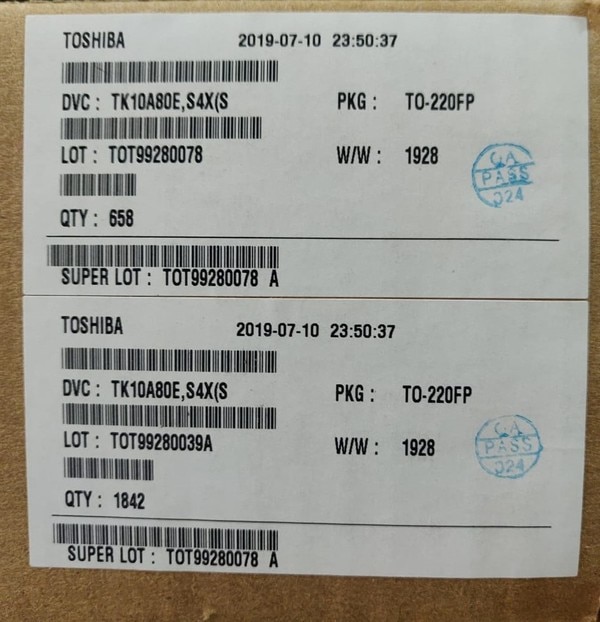 TOSHIBA 2019-07-10 23:50:37
DVC : TK10A80E,S4X(S PKG : TO-220FP
LOT : TOT99280078 W/W : 1928
QA
PASS
024
QTY : 658
SUPER LOT : TOT99280078 A
TOSHIBA 2019-07-10 23:50:37
DVC : TK10A80E,S4X(S PKG : TO-220FP
LOT : TOT99280039A W/W : 1928
QA
PASS
024
QTY : 1842
SUPER LOT : TOT99280078 A